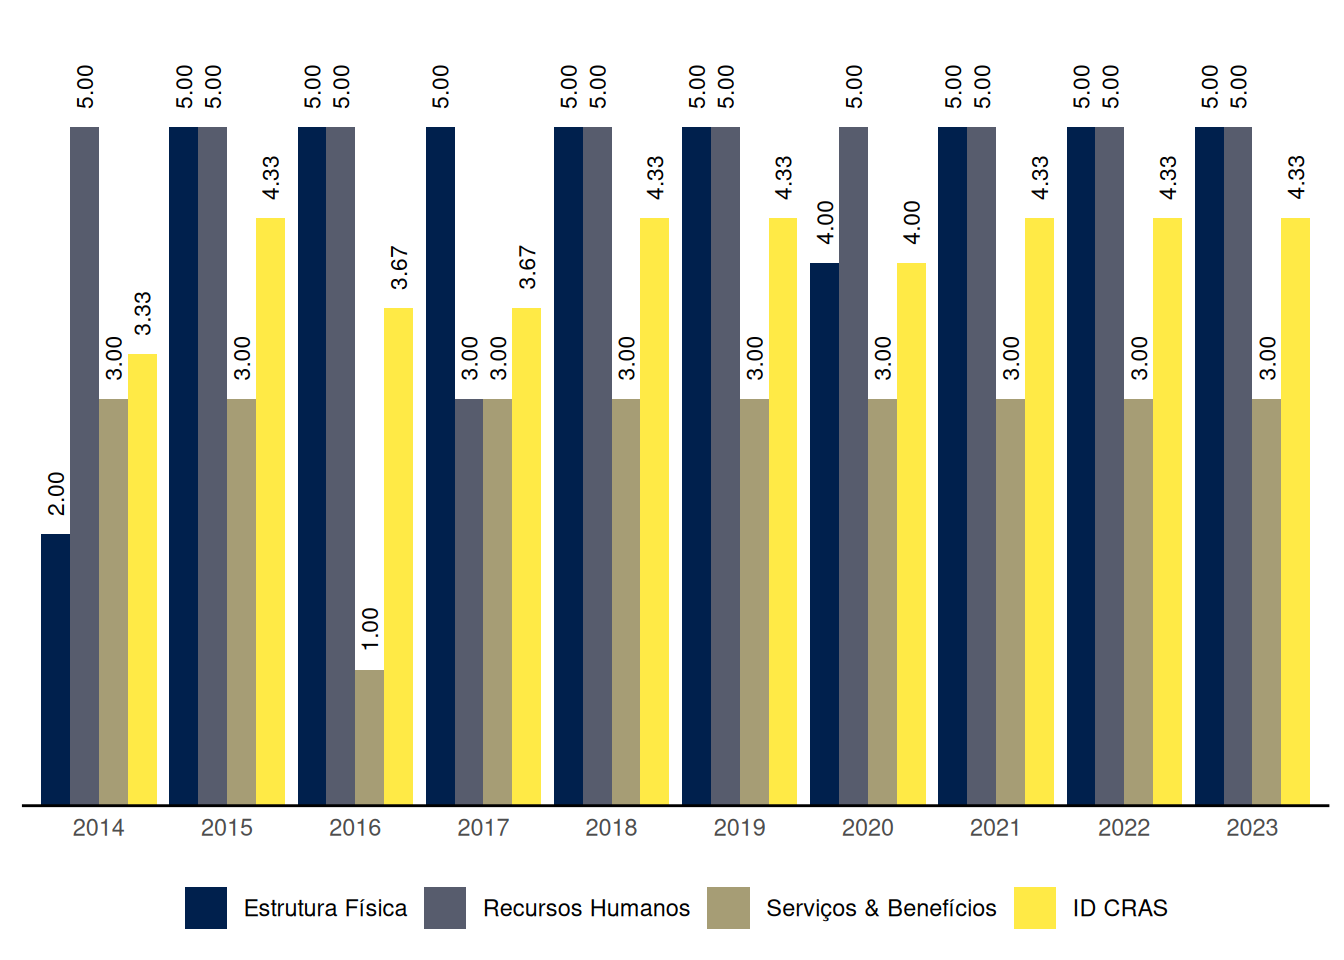 5.00 5.00 5.00 5.00 5.00 5.00 5.00 5.00 5.00 5.00 5.00 5.00 5.00 5.00 5.00 5.00 5.00
4.33 4.33 4.33 4.33 4.33 4.33
4.00 4.00
3.67 3.67
3.33
3.00 3.00 3.00 3.00 3.00 3.00 3.00 3.00 3.00 3.00
2.00
1.00
2014 2015 2016 2017 2018 2019 2020 2021 2022 2023
Estrutura Física Recursos Humanos Serviços & Benefícios ID CRAS